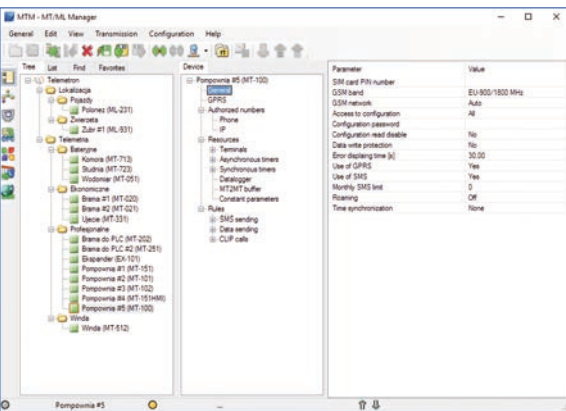 MTM - MT/ML Manager
General Edit View Transmission Configuration Help
Tree List Find Favorites
Telemetron
Lokalizacja
Pojazdy
Polonez (ML-231)
Zwierzeta
Zubr #1 (ML-931)
Telemetria
Bateryjne
Komora (MT-713)
Studnia (MT-723)
Wodomiar (MT-051)
Ekonomiczne
Brama #1 (MT-020)
Brama #2 (MT-021)
Ujecie (MT-331)
Profesjonalne
Brama do PLC (MT-202)
Brama do PLC #2 (MT-251)
Ekspander (EX-101)
Pompownia #1 (MT-151)
Pompownia #2 (MT-101)
Pompownia #3 (MT-102)
Pompownia #4 (MT-151HMI)
Pompownia #5 (MT-100)
Winda
Winda (MT-512)
Device
Pompownia #5 (MT-100)
General
GPRS
Authorized numbers
Phone
IP
Resources
Terminals
Asynchronous timers
Synchronous timers
Datalogger
MT2MT buffer
Constant parameters
Rules
SMS sending
Data sending
CLIP calls
Parameter Value
SIM card PIN number
GSM band EU-900/1800 MHz
GSM network Auto
Access to configuration All
Configuration password
Configuration read disable No
Data write protection No
Error displaying time [s] 30,00
Use of GPRS Yes
Use of SMS Yes
Monthly SMS limit 0
Roaming Off
Time synchronization None
Pompownia #5 --